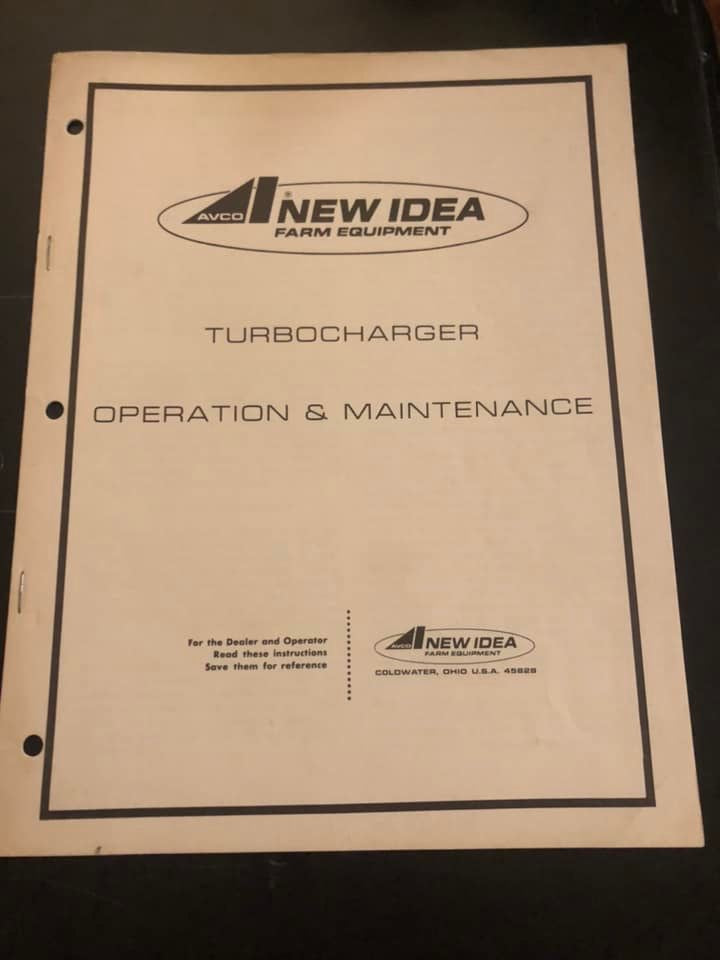 AVCO ® NEW IDEA
FARM EQUIPMENT
TURBOCHARGER
OPERATION & MAINTENANCE
For the Dealer and Operator
Read these instructions
Save them for reference
AVCO NEW IDEA
FARM EQUIPMENT
COLDWATER, OHIO U.S.A. 45828